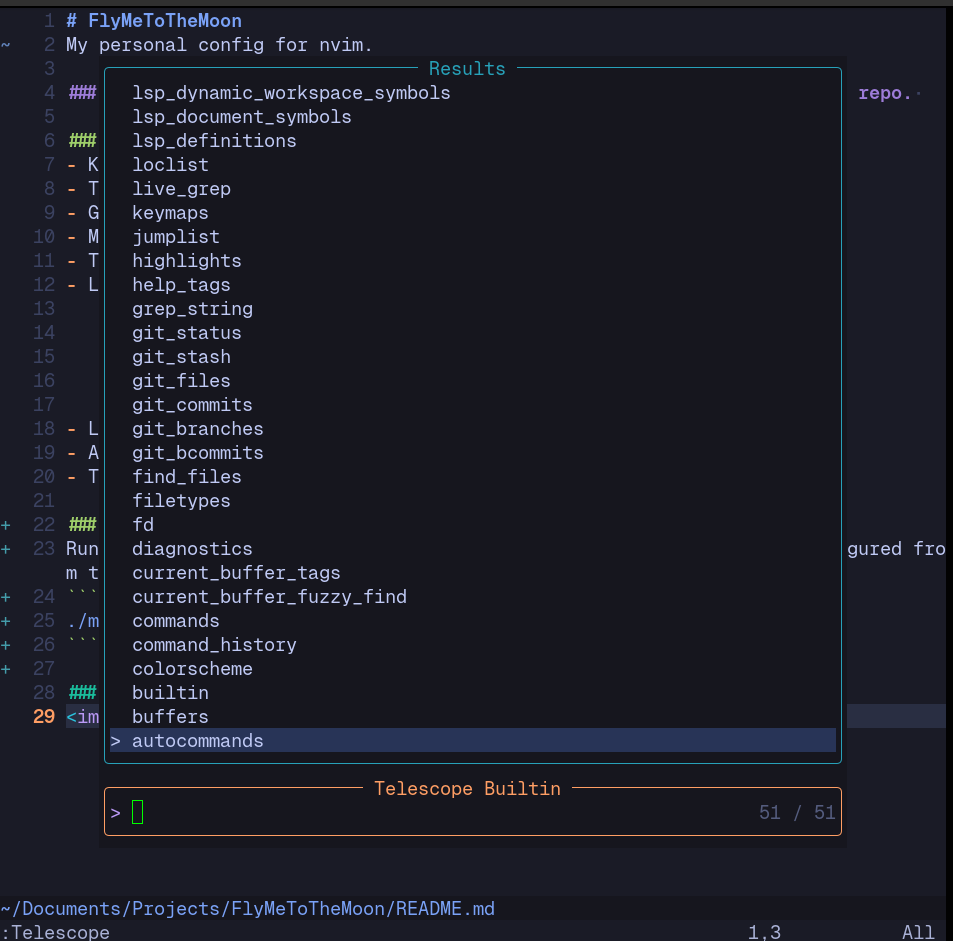 1 # FlyMeToTheMoon
~ 2 My personal config for nvim.
3 Results
4 ### lsp_dynamic_workspace_symbols repo.
5 lsp_document_symbols
6 ### lsp_definitions
7 - K loclist
8 - T live_grep
9 - G keymaps
10 - M jumplist
11 - T highlights
12 - L help_tags
13 grep_string
14 git_status
15 git_stash
16 git_files
17 git_commits
18 - L git_branches
19 - A git_bcommits
20 - T find_files
21 filetypes
+ 22 ### fd
+ 23 Run diagnostics gured fro
m t current_buffer_tags
+ 24 ``` current_buffer_fuzzy_find
+ 25 ./m commands
+ 26 ``` command_history
+ 27 colorscheme
28 ### builtin
29 <im buffers
> autocommands
Telescope Builtin
> 51 / 51
~/Documents/Projects/FlyMeToTheMoon/README.md
:Telescope 1,3 All